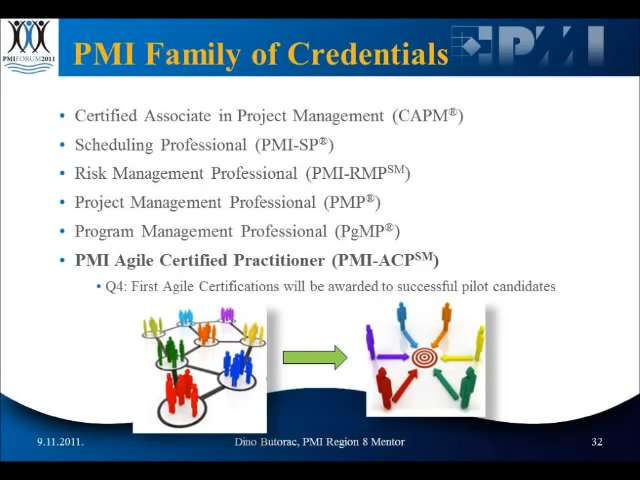 PMI Family of Credentials
PMI
PMIFORUM2011
• Certified Associate in Project Management (CAPM®)
• Scheduling Professional (PMI-SP®)
• Risk Management Professional (PMI-RMP℠)
• Project Management Professional (PMP®)
• Program Management Professional (PgMP®)
• PMI Agile Certified Practitioner (PMI-ACP℠)
• Q4: First Agile Certifications will be awarded to successful pilot candidates
9.11.2011.
Dino Butorac, PMI Region 8 Mentor
32